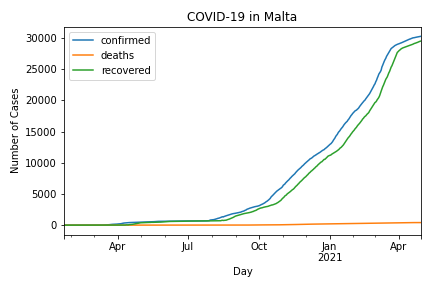 COVID-19 in Malta
confirmed
deaths
recovered
Number of Cases
30000
25000
20000
15000
10000
5000
0
Apr
Jul
Oct
Jan
2021
Apr
Day